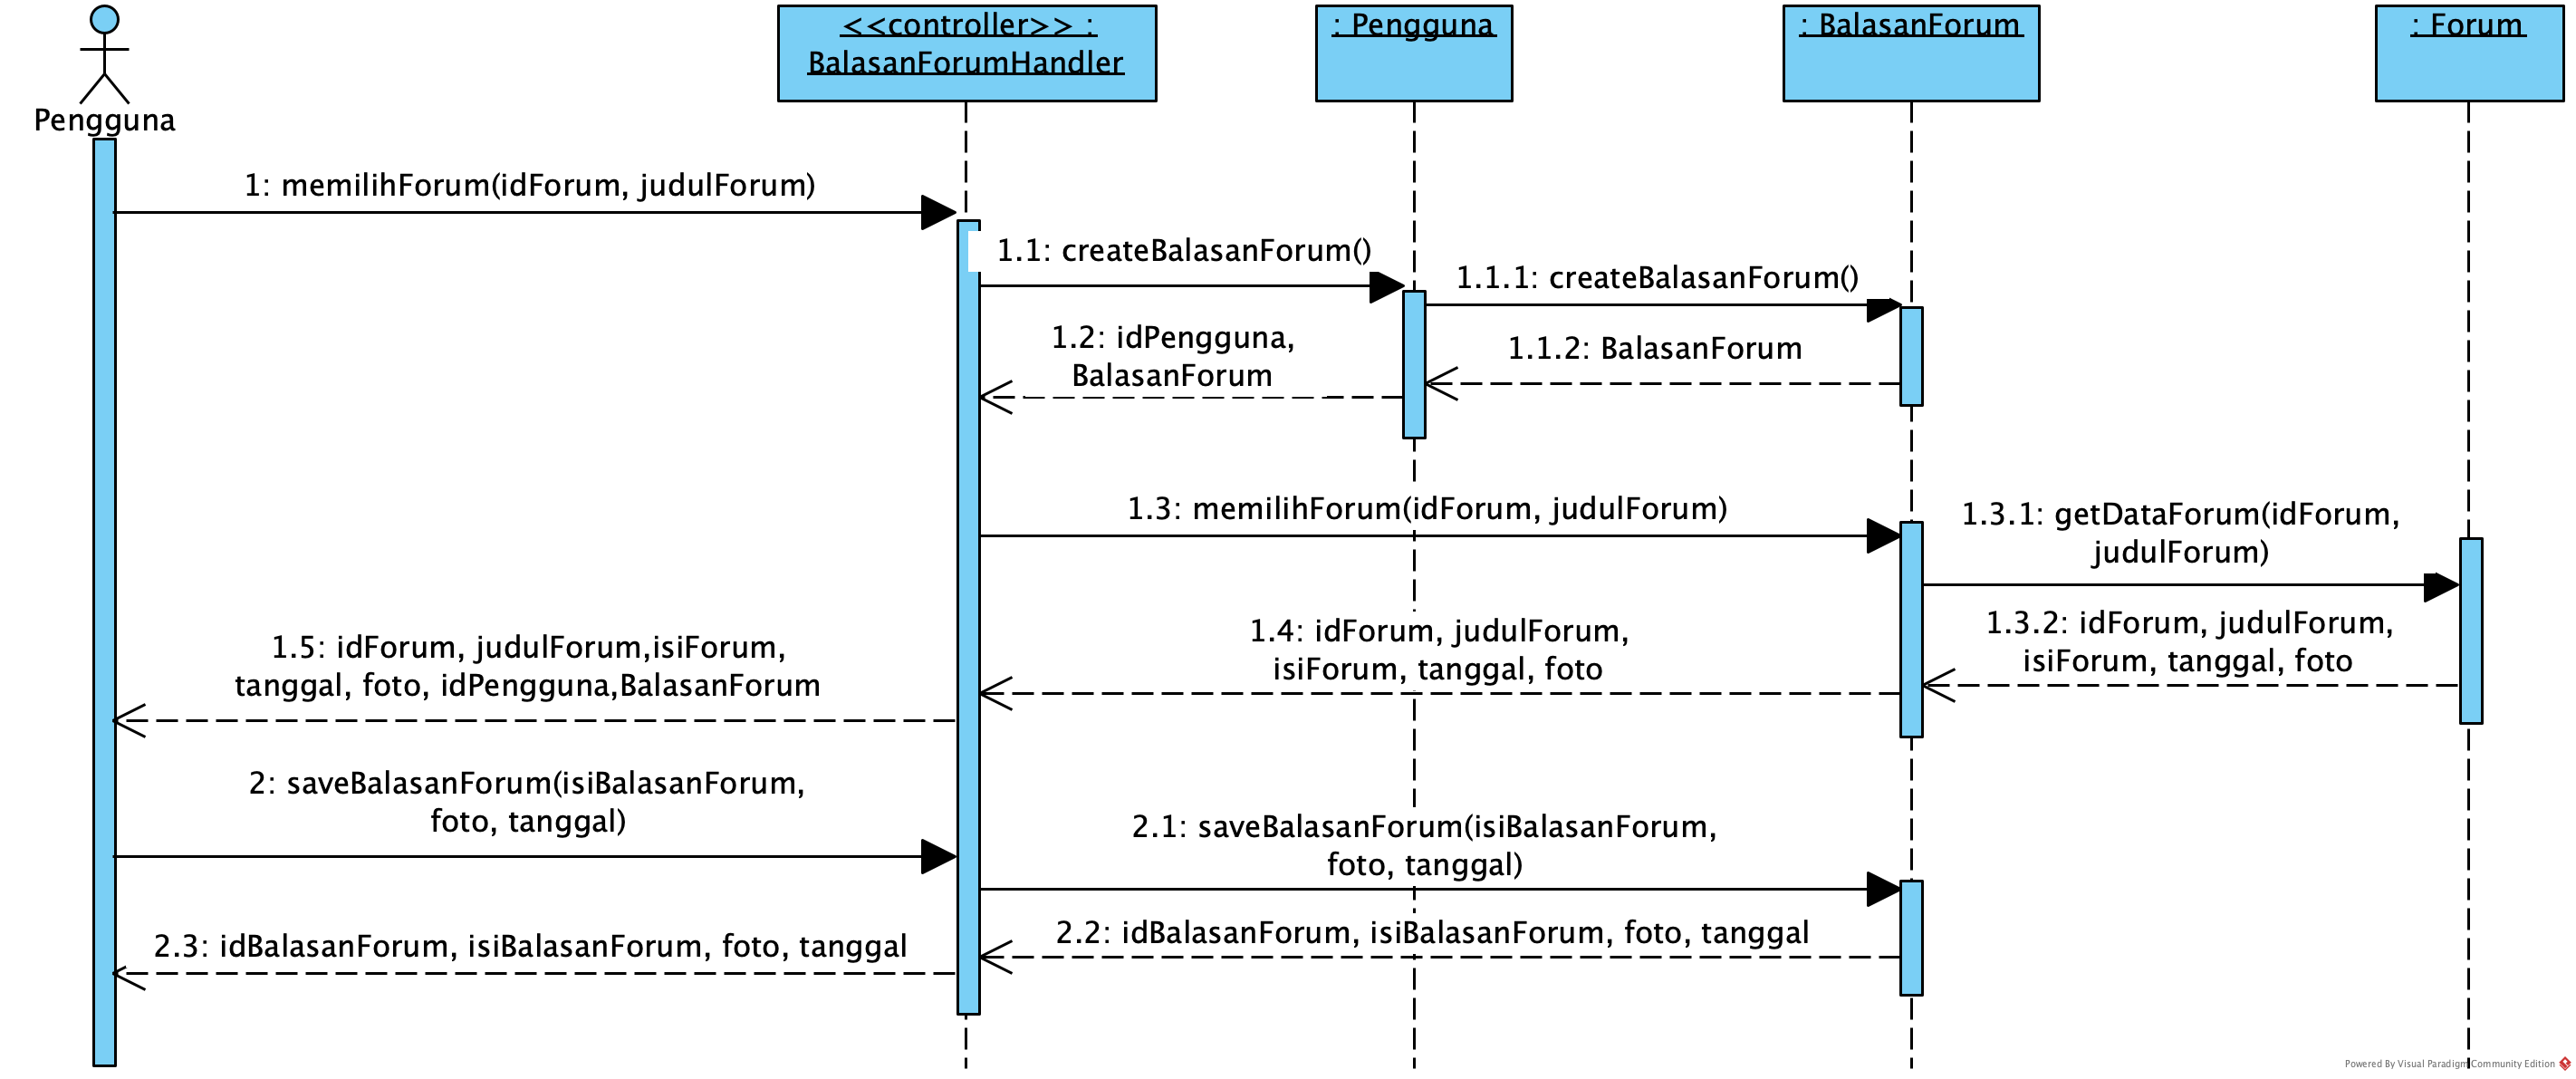 Pengguna
<<controller>> :
BalasanForumHandler
: Pengguna
: BalasanForum
: Forum
1: memilihForum(idForum, judulForum)
1.1: createBalasanForum()
1.1.1: createBalasanForum()
1.2: idPengguna,
BalasanForum
1.1.2: BalasanForum
1.3: memilihForum(idForum, judulForum)
1.3.1: getDataForum(idForum,
judulForum)
1.3.2: idForum, judulForum,
isiForum, tanggal, foto
1.4: idForum, judulForum,
isiForum, tanggal, foto
1.5: idForum, judulForum,isiForum,
tanggal, foto, idPengguna,BalasanForum
2: saveBalasanForum(isiBalasanForum,
foto, tanggal)
2.1: saveBalasanForum(isiBalasanForum,
foto, tanggal)
2.2: idBalasanForum, isiBalasanForum, foto, tanggal
2.3: idBalasanForum, isiBalasanForum, foto, tanggal
Powered By Visual Paradigm Community Edition